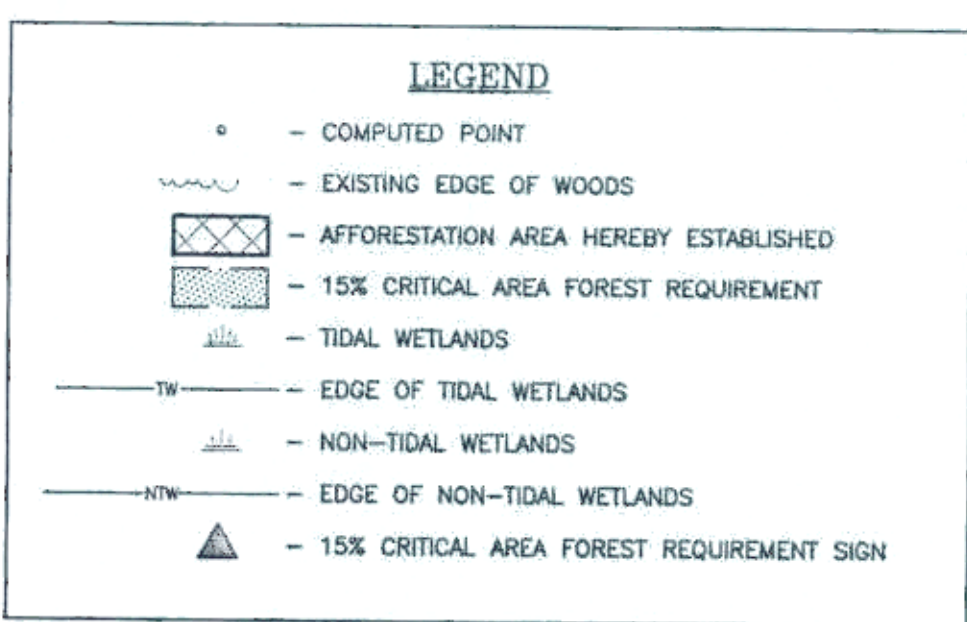 LEGEND
– COMPUTED POINT
– EXISTING EDGE OF WOODS
– AFFORESTATION AREA HEREBY ESTABLISHED
– 15% CRITICAL AREA FOREST REQUIREMENT
– TIDAL WETLANDS
TW – EDGE OF TIDAL WETLANDS
– NON–TIDAL WETLANDS
NTW – EDGE OF NON–TIDAL WETLANDS
– 15% CRITICAL AREA FOREST REQUIREMENT SIGN